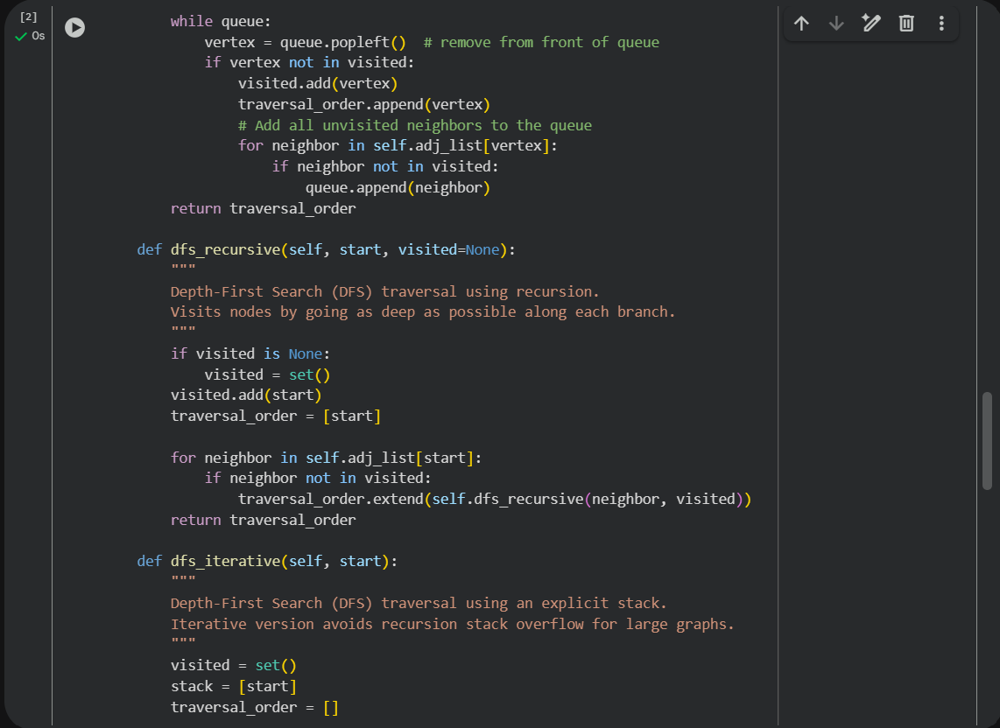 [2]
0s
        while queue:
            vertex = queue.popleft()  # remove from front of queue
            if vertex not in visited:
                visited.add(vertex)
                traversal_order.append(vertex)
                # Add all unvisited neighbors to the queue
                for neighbor in self.adj_list[vertex]:
                    if neighbor not in visited:
                        queue.append(neighbor)
        return traversal_order

    def dfs_recursive(self, start, visited=None):
        """
        Depth-First Search (DFS) traversal using recursion.
        Visits nodes by going as deep as possible along each branch.
        """
        if visited is None:
            visited = set()
        visited.add(start)
        traversal_order = [start]

        for neighbor in self.adj_list[start]:
            if neighbor not in visited:
                traversal_order.extend(self.dfs_recursive(neighbor, visited))
        return traversal_order

    def dfs_iterative(self, start):
        """
        Depth-First Search (DFS) traversal using an explicit stack.
        Iterative version avoids recursion stack overflow for large graphs.
        """
        visited = set()
        stack = [start]
        traversal_order = []